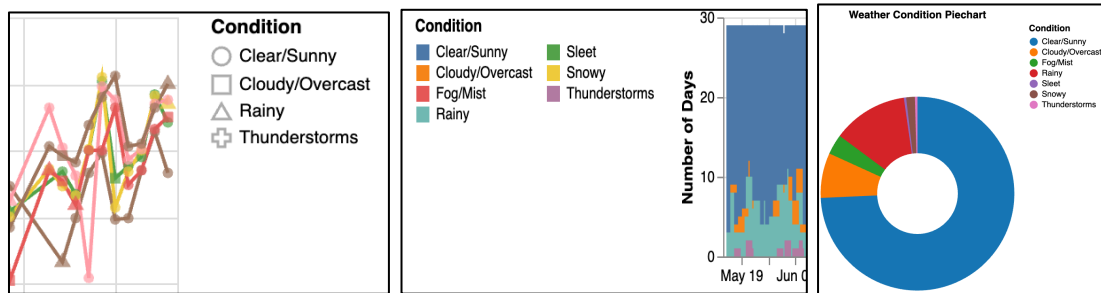 Condition
Clear/Sunny
Cloudy/Overcast
Rainy
Thunderstorms
Condition
Clear/Sunny Sleet
Cloudy/Overcast Snowy
Fog/Mist Thunderstorms
Rainy
Number of Days
30
20
10
0
May 19 Jun 0
Weather Condition Piechart
Condition
Clear/Sunny
Cloudy/Overcast
Fog/Mist
Rainy
Sleet
Snowy
Thunderstorms